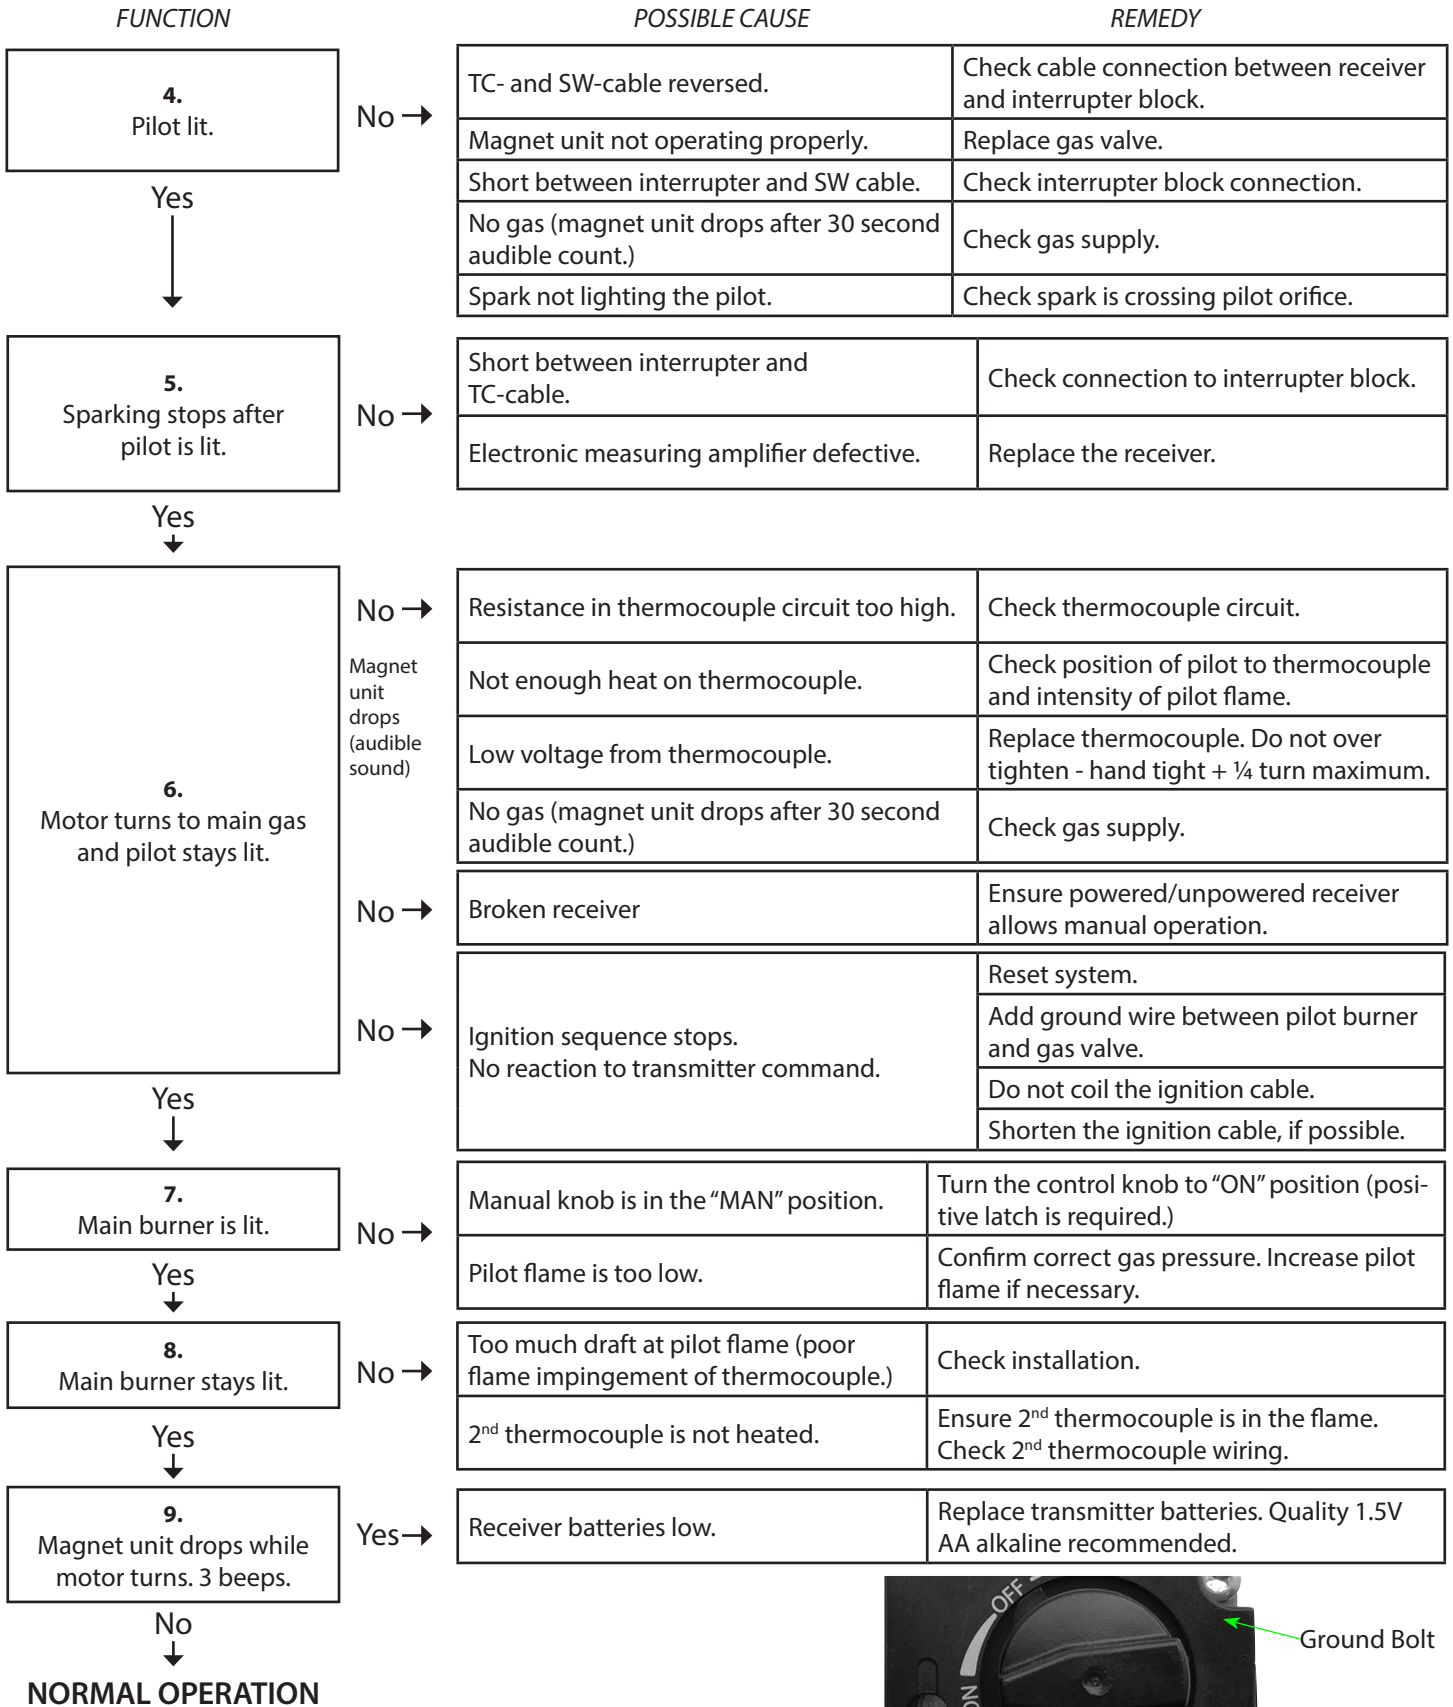 FUNCTION POSSIBLE CAUSE REMEDY
4.
Pilot lit.
No
TC- and SW-cable reversed.
Check cable connection between receiver
and interrupter block.
Magnet unit not operating properly.
Replace gas valve.
Short between interrupter and SW cable.
Check interrupter block connection.
No gas (magnet unit drops after 30 second
audible count.)
Check gas supply.
Spark not lighting the pilot.
Check spark is crossing pilot orifice.
Yes
5.
Sparking stops after
pilot is lit.
No
Short between interrupter and
TC-cable.
Check connection to interrupter block.
Electronic measuring amplifier defective.
Replace the receiver.
Yes
6.
Motor turns to main gas
and pilot stays lit.
No
Magnet
unit
drops
(audible
sound)
Resistance in thermocouple circuit too high.
Check thermocouple circuit.
Not enough heat on thermocouple.
Check position of pilot to thermocouple
and intensity of pilot flame.
Low voltage from thermocouple.
Replace thermocouple. Do not over
tighten - hand tight + ¼ turn maximum.
No gas (magnet unit drops after 30 second
audible count.)
Check gas supply.
No
Broken receiver
Ensure powered/unpowered receiver
allows manual operation.
No
Ignition sequence stops.
No reaction to transmitter command.
Reset system.
Add ground wire between pilot burner
and gas valve.
Do not coil the ignition cable.
Shorten the ignition cable, if possible.
Yes
7.
Main burner is lit.
No
Manual knob is in the "MAN" position.
Turn the control knob to "ON" position (posi-
tive latch is required.)
Pilot flame is too low.
Confirm correct gas pressure. Increase pilot
flame if necessary.
Yes
8.
Main burner stays lit.
No
Too much draft at pilot flame (poor
flame impingement of thermocouple.)
Check installation.
2nd thermocouple is not heated.
Ensure 2nd thermocouple is in the flame.
Check 2nd thermocouple wiring.
Yes
9.
Magnet unit drops while
motor turns. 3 beeps.
Yes
Receiver batteries low.
Replace transmitter batteries. Quality 1.5V
AA alkaline recommended.
No
NORMAL OPERATION
OFF
ON
Ground Bolt